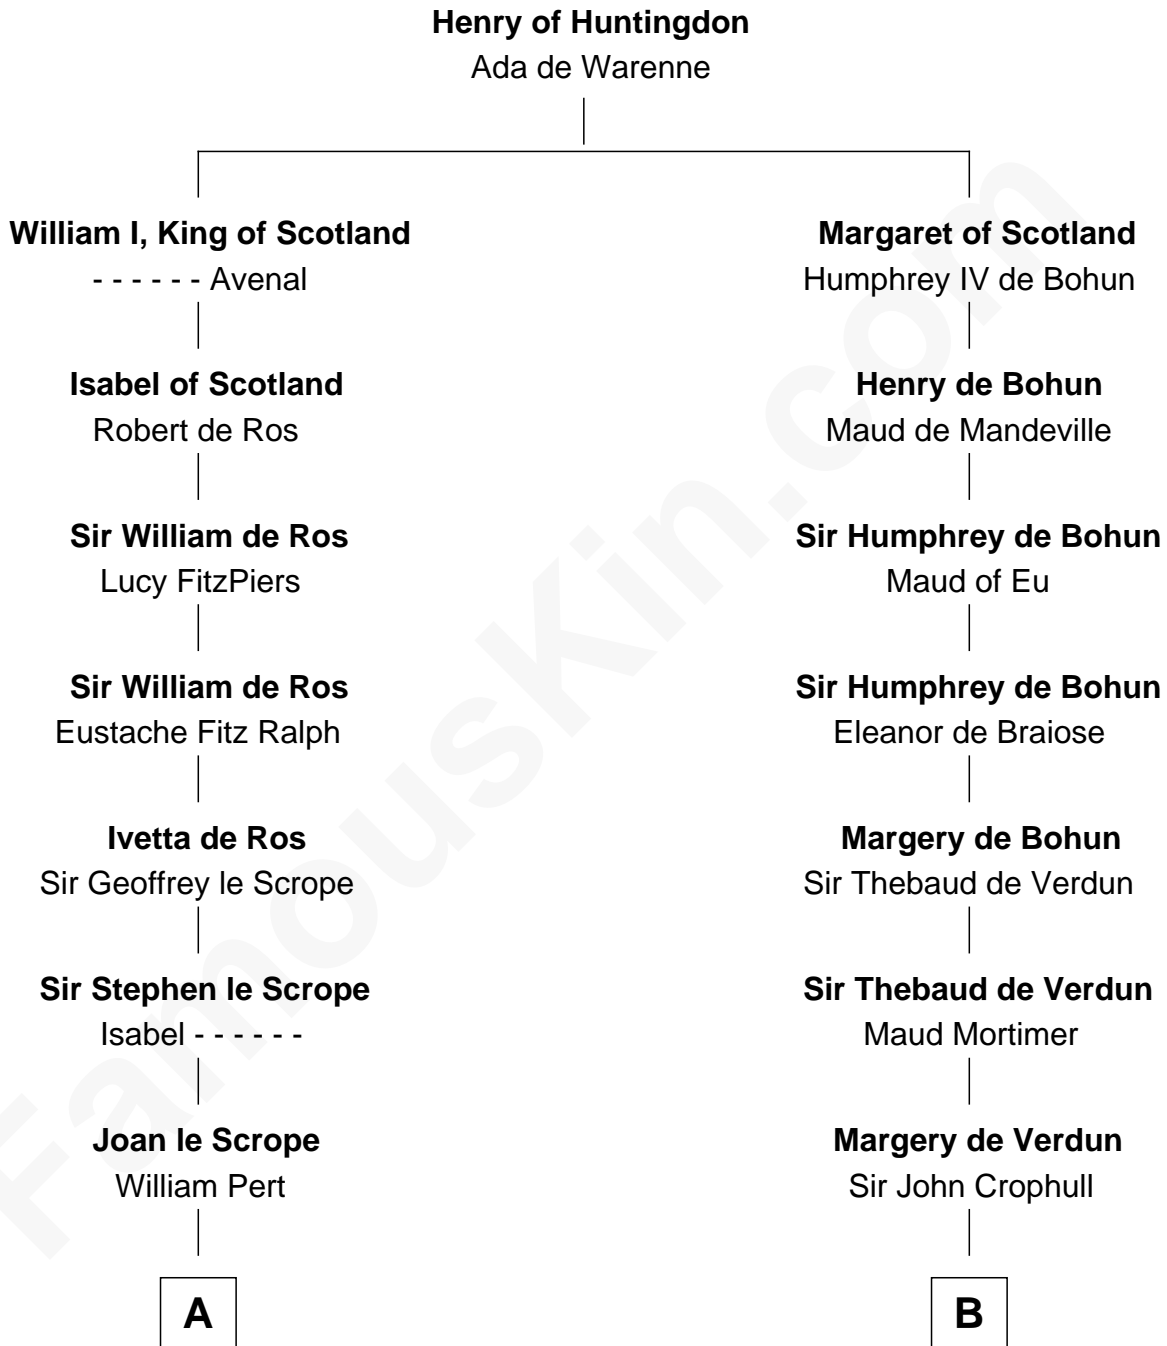 Henry of Huntingdon
Ada de Warenne
William I, King of Scotland
- - - - - - Avenal
Isabel of Scotland
Robert de Ros
Sir William de Ros
Lucy FitzPiers
Sir William de Ros
Eustache Fitz Ralph
Ivetta de Ros
Sir Geoffrey le Scrope
Sir Stephen le Scrope
Isabel - - - - - -
Joan le Scrope
William Pert
A
Margaret of Scotland
Humphrey IV de Bohun
Henry de Bohun
Maud de Mandeville
Sir Humphrey de Bohun
Maud of Eu
Sir Humphrey de Bohun
Eleanor de Braiose
Margery de Bohun
Sir Thebaud de Verdun
Sir Thebaud de Verdun
Maud Mortimer
Margery de Verdun
Sir John Crophull
B
FamousKin.com